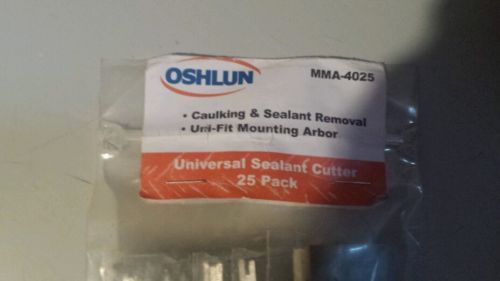 OSHLUN
MMA-4025
• Caulking & Sealant Removal
• Uni-Fit Mounting Arbor
Universal Sealant Cutter
25 Pack